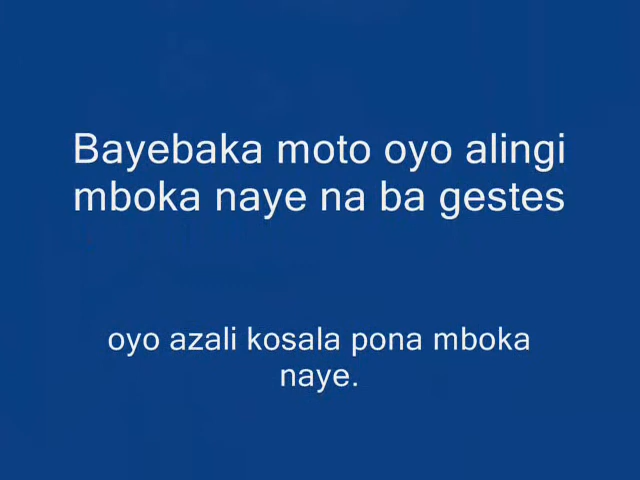 Bayebaka moto oyo alingi
mboka naye na ba gestes
oyo azali kosala pona mboka
naye.